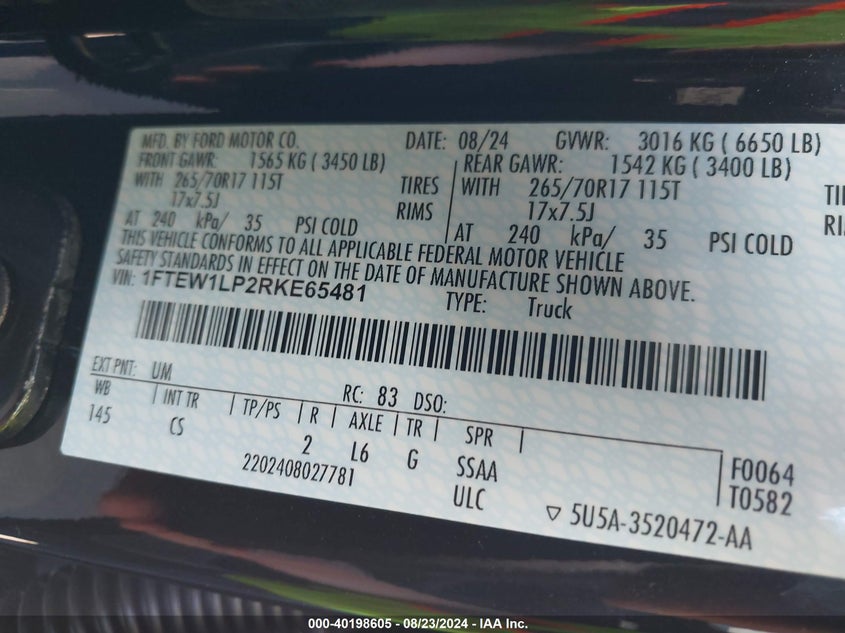 MFD. BY FORD MOTOR CO. DATE: 08/24 GVWR: 3016 KG ( 6650 LB)
FRONT GAWR: 1565 KG ( 3450 LB) REAR GAWR: 1542 KG ( 3400 LB)
WITH 265/70R17 115T TIRES WITH 265/70R17 115T
17x7.5J RIMS 17x7.5J
AT 240 kPa/ 35 PSI COLD AT 240 kPa/ 35 PSI COLD
THIS VEHICLE CONFORMS TO ALL APPLICABLE FEDERAL MOTOR VEHICLE
SAFETY STANDARDS IN EFFECT ON THE DATE OF MANUFACTURE SHOWN ABOVE.
VIN: 1FTEW1LP2RKE65481 TYPE: Truck
EXT PNT: UM RC: 83 DSO:
WB INT TR TP/PS R AXLE TR SPR
145 CS 2 L6 G SSAA F0064
2202408027781 ULC T0582
▽ 5U5A-3520472-AA
000-40198605 - 08/23/2024 - IAA Inc.